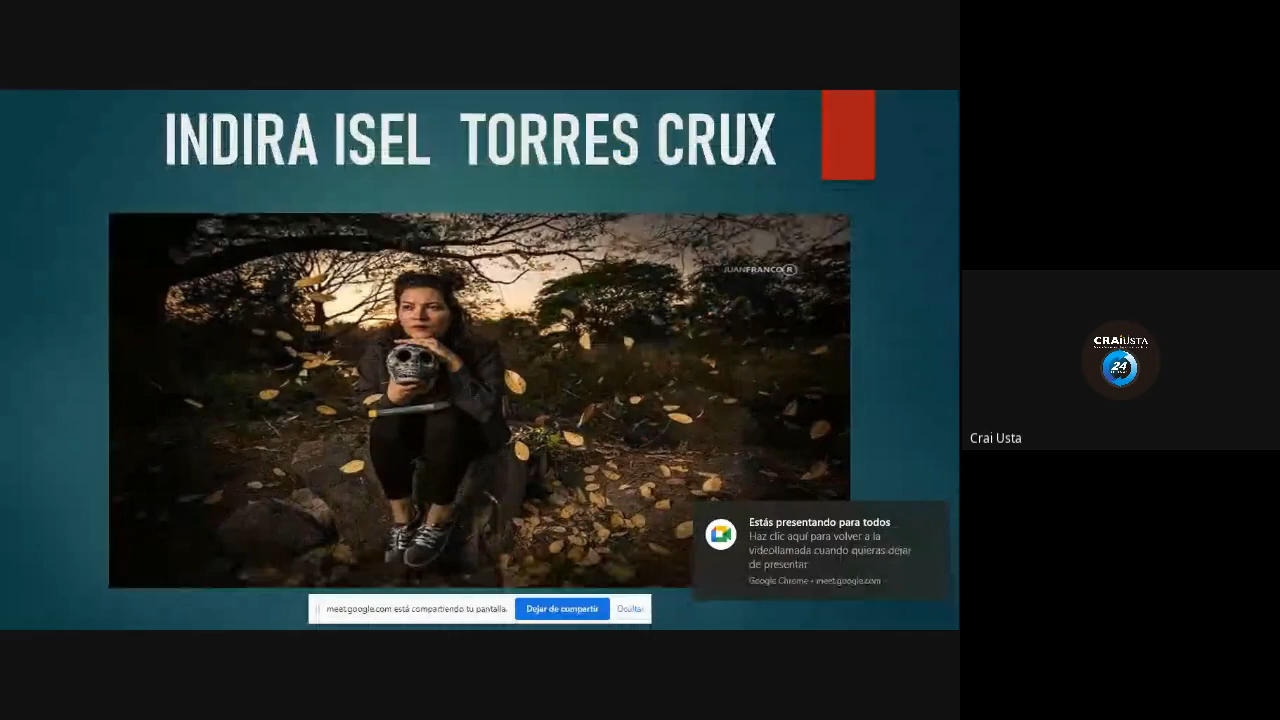 INDIRA ISEL TORRES CRUX
JUANFRANCO R
Estás presentando para todos
Haz clic aquí para volver a la
videollamada cuando quieras dejar
de presentar
Google Chrome • meet.google.com
meet.google.com está compartiendo tu pantalla.
Dejar de compartir
Ocultar
CRAiUSTA
24
Crai Usta